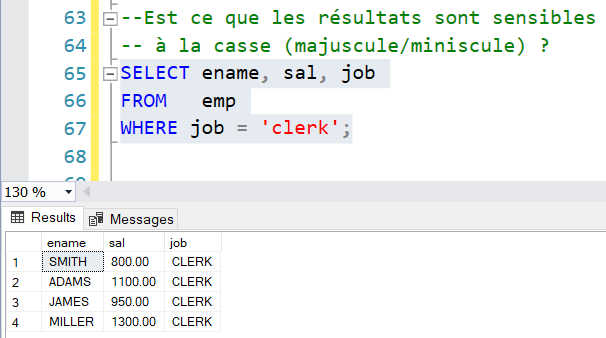 63 --Est ce que les résultats sont sensibles
64 -- à la casse (majuscule/miniscule) ?
65 SELECT ename, sal, job
66 FROM   emp
67 WHERE job = 'clerk';
68
130 %
Results Messages
ename sal job
1 SMITH 800.00 CLERK
2 ADAMS 1100.00 CLERK
3 JAMES 950.00 CLERK
4 MILLER 1300.00 CLERK